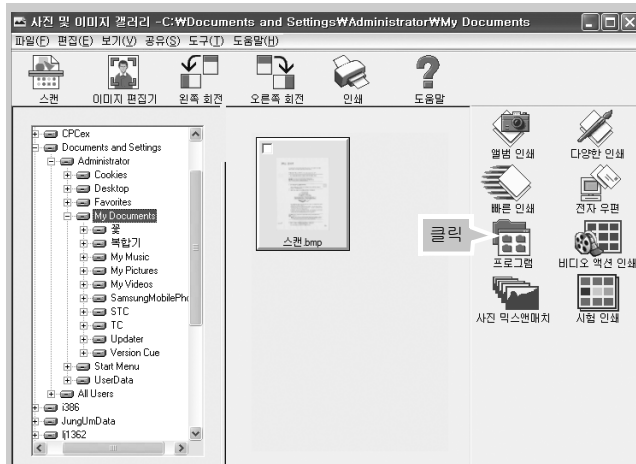 사진 및 이미지 갤러리 -C:₩Documents and Settings₩Administrator₩My Documents
파일(F) 편집(E) 보기(V) 공유(S) 도구(T) 도움말(H)
스캔 이미지 편집기 왼쪽 회전 오른쪽 회전 인쇄 도움말
CPCex
Documents and Settings
Administrator
Cookies
Desktop
Favorites
My Documents
꽃
복합기
My Music
My Pictures
My Videos
SamsungMobilePho
STC
TC
Updater
Version Cue
Start Menu
UserData
All Users
i386
JungUmData
lj1362
스캔.bmp
앨범 인쇄 다양한 인쇄
빠른 인쇄 전자 우편
클릭
프로그램 비디오 액션 인쇄
사진 믹스앤매치 시험 인쇄